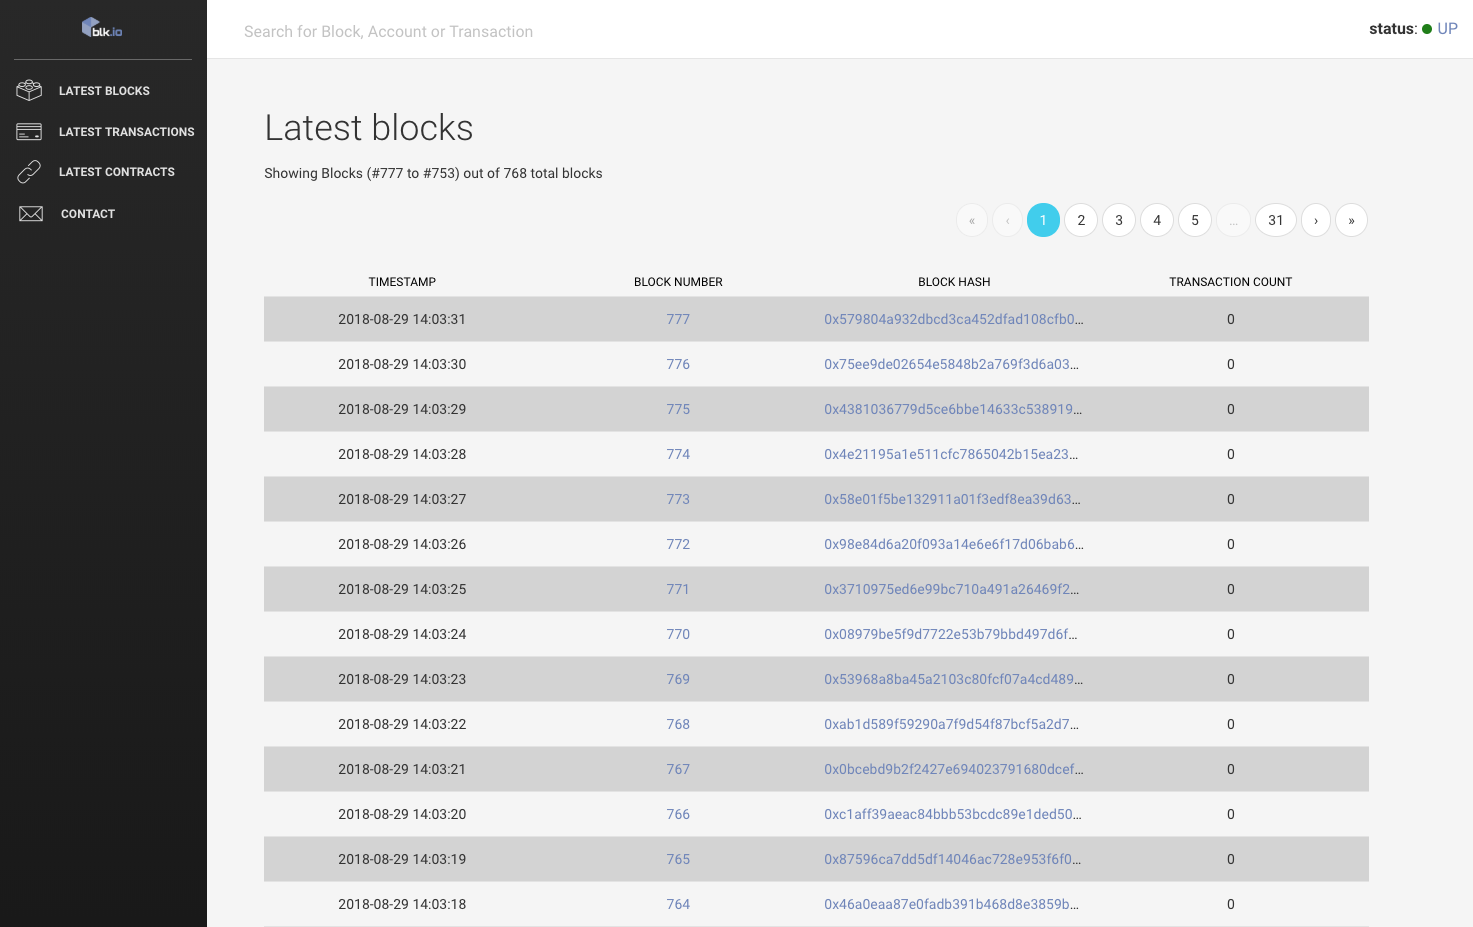 blk.io
Search for Block, Account or Transaction
status: UP
LATEST BLOCKS
LATEST TRANSACTIONS
LATEST CONTRACTS
CONTACT
Latest blocks
Showing Blocks (#777 to #753) out of 768 total blocks
« ‹ 1 2 3 4 5 ... 31 › »
TIMESTAMP BLOCK NUMBER BLOCK HASH TRANSACTION COUNT
2018-08-29 14:03:31 777 0x579804a932dbcd3ca452dfad108cfb0... 0
2018-08-29 14:03:30 776 0x75ee9de02654e5848b2a769f3d6a03... 0
2018-08-29 14:03:29 775 0x4381036779d5ce6bbe14633c538919... 0
2018-08-29 14:03:28 774 0x4e21195a1e511cfc7865042b15ea23... 0
2018-08-29 14:03:27 773 0x58e01f5be132911a01f3edf8ea39d63... 0
2018-08-29 14:03:26 772 0x98e84d6a20f093a14e6e6f17d06bab6... 0
2018-08-29 14:03:25 771 0x3710975ed6e99bc710a491a26469f2... 0
2018-08-29 14:03:24 770 0x08979be5f9d7722e53b79bbd497d6f... 0
2018-08-29 14:03:23 769 0x53968a8ba45a2103c80fcf07a4cd489... 0
2018-08-29 14:03:22 768 0xab1d589f59290a7f9d54f87bcf5a2d7... 0
2018-08-29 14:03:21 767 0x0bcebd9b2f2427e694023791680dcef... 0
2018-08-29 14:03:20 766 0xc1aff39aeac84bbb53bcdc89e1ded50... 0
2018-08-29 14:03:19 765 0x87596ca7dd5df14046ac728e953f6f0... 0
2018-08-29 14:03:18 764 0x46a0eaa87e0fadb391b468d8e3859b... 0